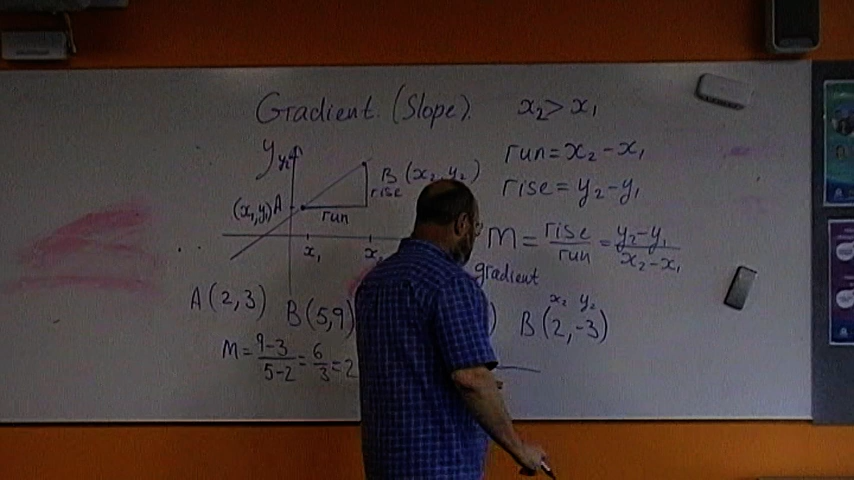 Gradient. (Slope).
x₂ > x₁
y
y₂
B (x₂, y₂)
rise
(x₁, y₁) A
run
x₁
run = x₂ - x₁
rise = y₂ - y₁
M = rise/run = y₂-y₁/x₂-x₁
gradient
A (2, 3) B (5, 9)
M = 9-3/5-2 = 6/3 = 2
x₂ y₂
) B (2, -3)